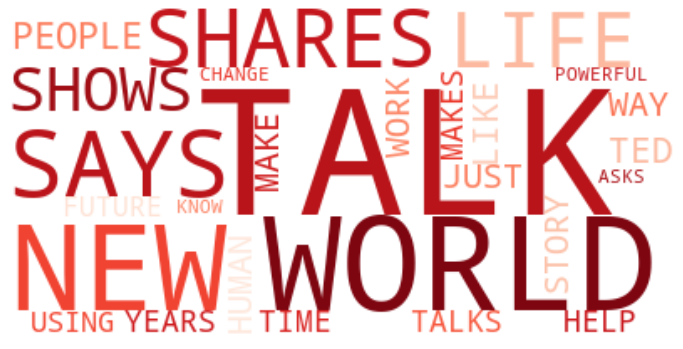 PEOPLE
SHARES
LIFE
SHOWS
CHANGE
POWERFUL
TALK
MAKE
WORK
MAKES
LIKE
WAY
SAYS
JUST
TED
ASKS
FUTURE
KNOW
NEW
HUMAN
WORLD
STORY
USING
YEARS
TIME
TALKS
HELP